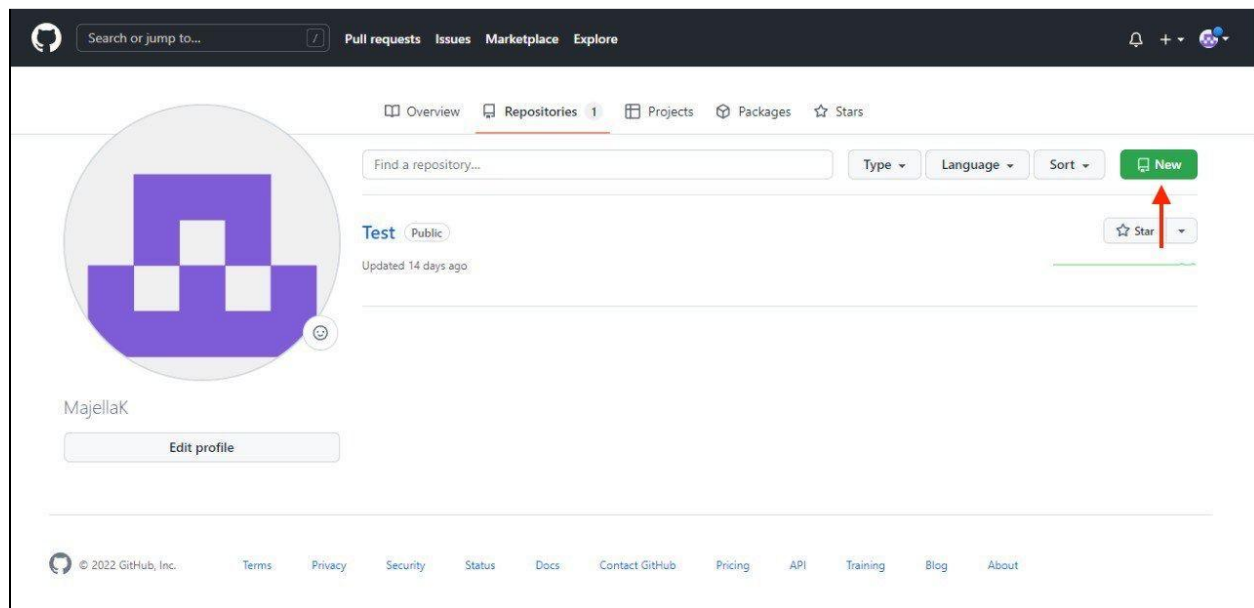 Search or jump to... / Pull requests Issues Marketplace Explore
Overview Repositories 1 Projects Packages Stars
Find a repository... Type Language Sort New
Test Public Star
Updated 14 days ago
MajellaK
Edit profile
© 2022 GitHub, Inc. Terms Privacy Security Status Docs Contact GitHub Pricing API Training Blog About